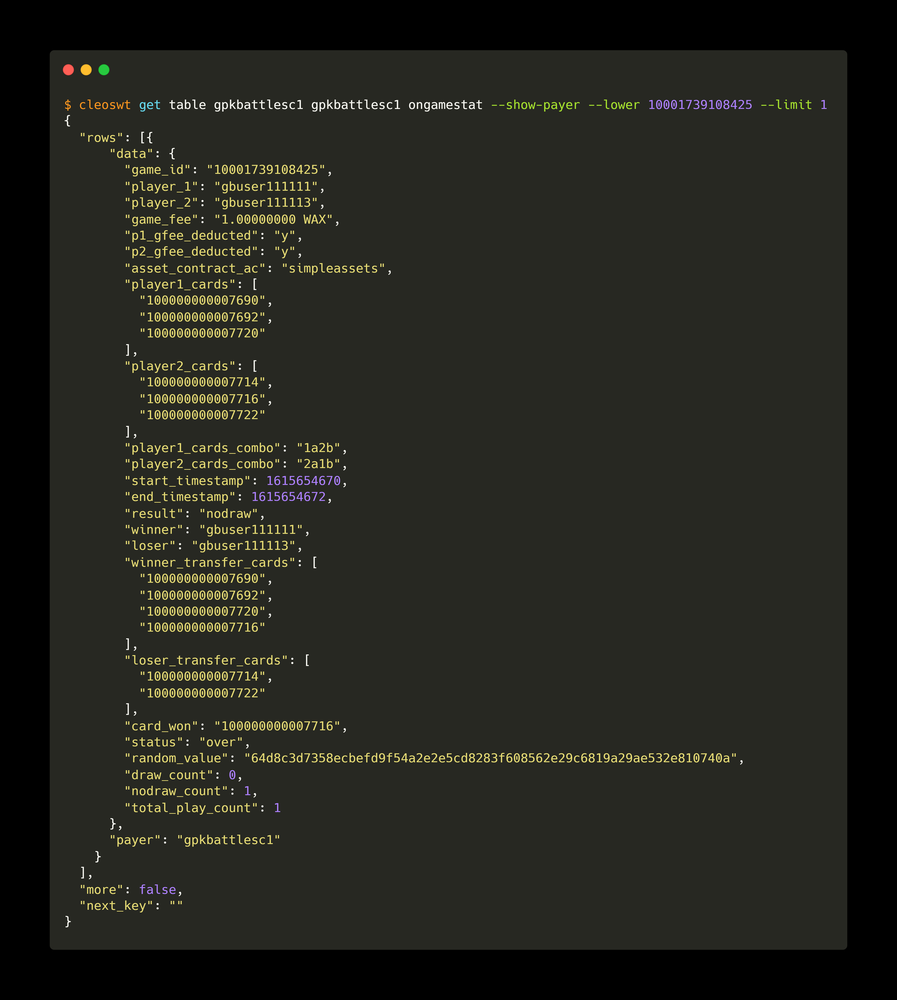 $ cleoswt get table gpkbattlesc1 gpkbattlesc1 ongamestat --show-payer --lower 10001739108425 --limit 1
{
  "rows": [{
      "data": {
        "game_id": "10001739108425",
        "player_1": "gbuser111111",
        "player_2": "gbuser111113",
        "game_fee": "1.00000000 WAX",
        "p1_gfee_deducted": "y",
        "p2_gfee_deducted": "y",
        "asset_contract_ac": "simpleassets",
        "player1_cards": [
          "100000000007690",
          "100000000007692",
          "100000000007720"
        ],
        "player2_cards": [
          "100000000007714",
          "100000000007716",
          "100000000007722"
        ],
        "player1_cards_combo": "1a2b",
        "player2_cards_combo": "2a1b",
        "start_timestamp": 1615654670,
        "end_timestamp": 1615654672,
        "result": "nodraw",
        "winner": "gbuser111111",
        "loser": "gbuser111113",
        "winner_transfer_cards": [
          "100000000007690",
          "100000000007692",
          "100000000007720",
          "100000000007716"
        ],
        "loser_transfer_cards": [
          "100000000007714",
          "100000000007722"
        ],
        "card_won": "100000000007716",
        "status": "over",
        "random_value": "64d8c3d7358ecbefd9f54a2e2e5cd8283f608562e29c6819a29ae532e810740a",
        "draw_count": 0,
        "nodraw_count": 1,
        "total_play_count": 1
      },
      "payer": "gpkbattlesc1"
    }
  ],
  "more": false,
  "next_key": ""
}